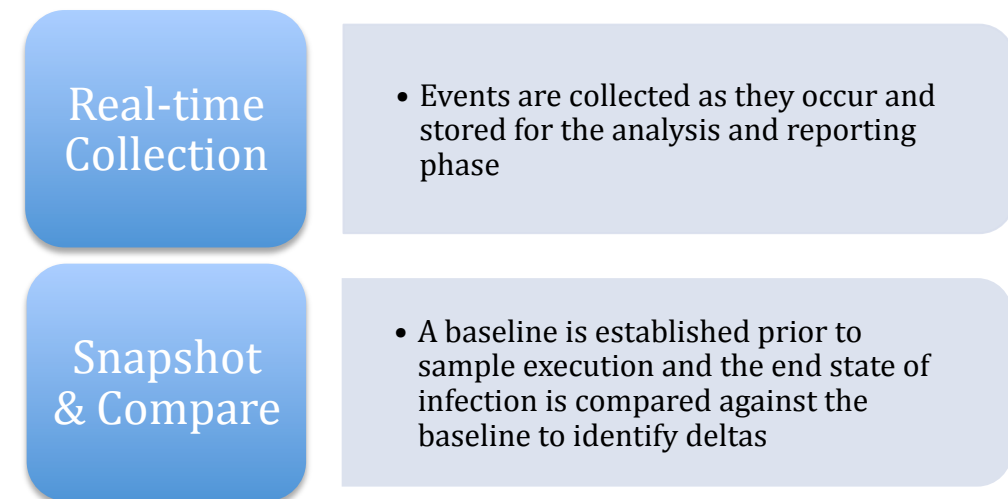 Real-time
Collection
• Events are collected as they occur and
stored for the analysis and reporting
phase
Snapshot
& Compare
• A baseline is established prior to
sample execution and the end state of
infection is compared against the
baseline to identify deltas